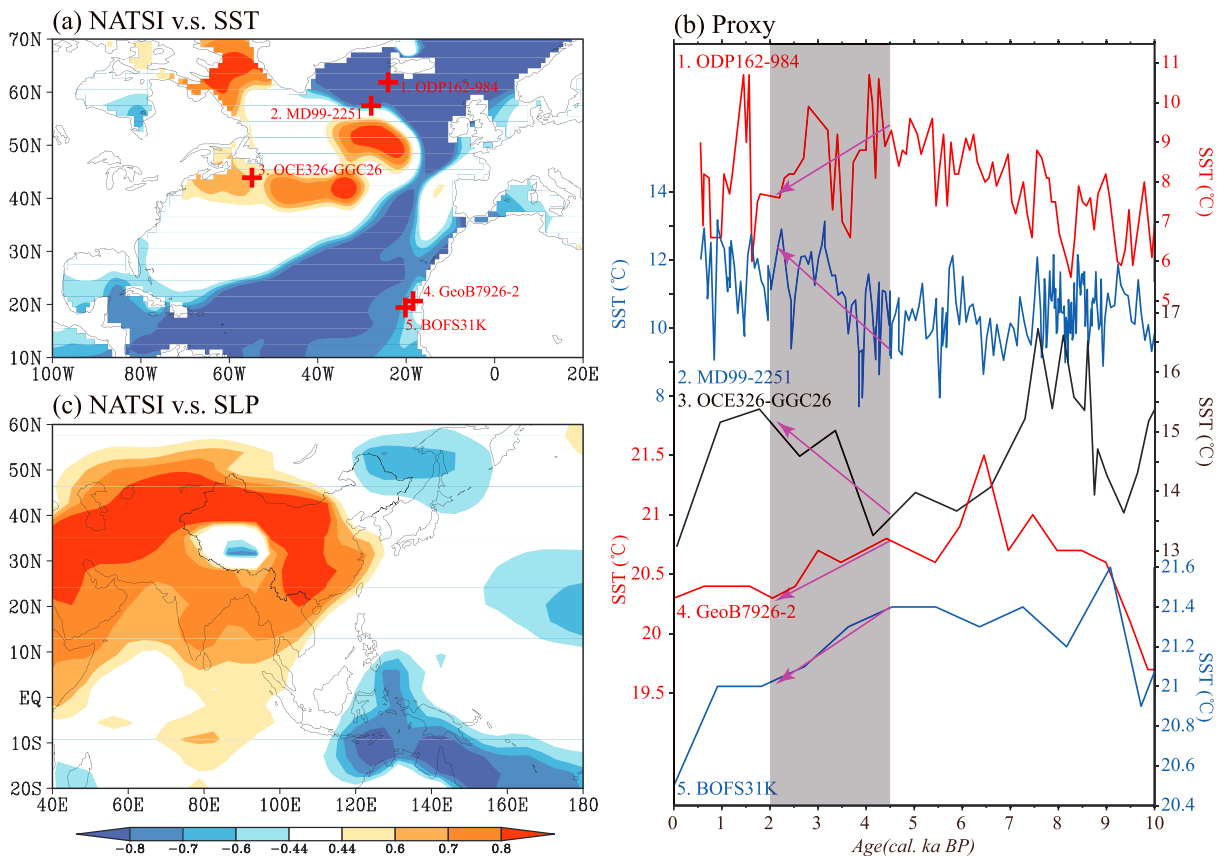 (a) NATSI v.s. SST
70N
60N
50N
40N
30N
20N
10N
100W 80W 60W 40W 20W 0 20E
1. ODP162-984
2. MD99-2251
3. OCE326-GGC26
4. GeoB7926-2
5. BOFS31K
(c) NATSI v.s. SLP
60N
50N
40N
30N
20N
10N
EQ
10S
20S
40E 60E 80E 100E 120E 140E 160E 180
-0.8 -0.7 -0.6 -0.44 0.44 0.6 0.7 0.8
(b) Proxy
1. ODP162-984
11
10
9
8
7
6
5
SST (℃)
14
12
10
8
SST (℃)
2. MD99-2251
3. OCE326-GGC26
17
16
15
14
13
SST (℃)
21.5
21
20.5
20
19.5
SST (℃)
4. GeoB7926-2
21.6
21.4
21.2
21
20.8
20.6
20.4
SST (℃)
5. BOFS31K
0 1 2 3 4 5 6 7 8 9 10
Age(cal. ka BP)